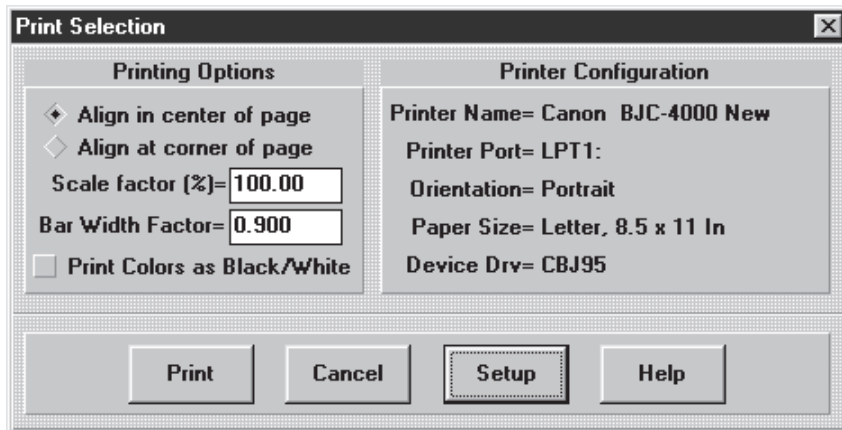 Print Selection
Printing Options
Align in center of page
Align at corner of page
Scale factor (%)= 100.00
Bar Width Factor= 0.900
Print Colors as Black/White
Printer Configuration
Printer Name= Canon BJC-4000 New
Printer Port= LPT1:
Orientation= Portrait
Paper Size= Letter, 8.5 x 11 In
Device Drv= CBJ95
Print
Cancel
Setup
Help